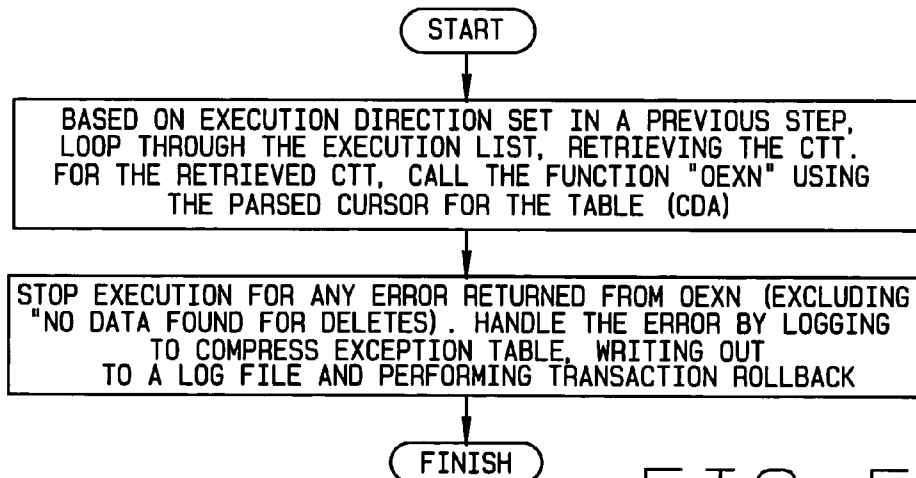 START
BASED ON EXECUTION DIRECTION SET IN A PREVIOUS STEP,
LOOP THROUGH THE EXECUTION LIST, RETRIEVING THE CTT.
FOR THE RETRIEVED CTT, CALL THE FUNCTION "OEXN" USING
THE PARSED CURSOR FOR THE TABLE (CDA)
STOP EXECUTION FOR ANY ERROR RETURNED FROM OEXN (EXCLUDING
"NO DATA FOUND FOR DELETES). HANDLE THE ERROR BY LOGGING
TO COMPRESS EXCEPTION TABLE, WRITING OUT
TO A LOG FILE AND PERFORMING TRANSACTION ROLLBACK
FINISH